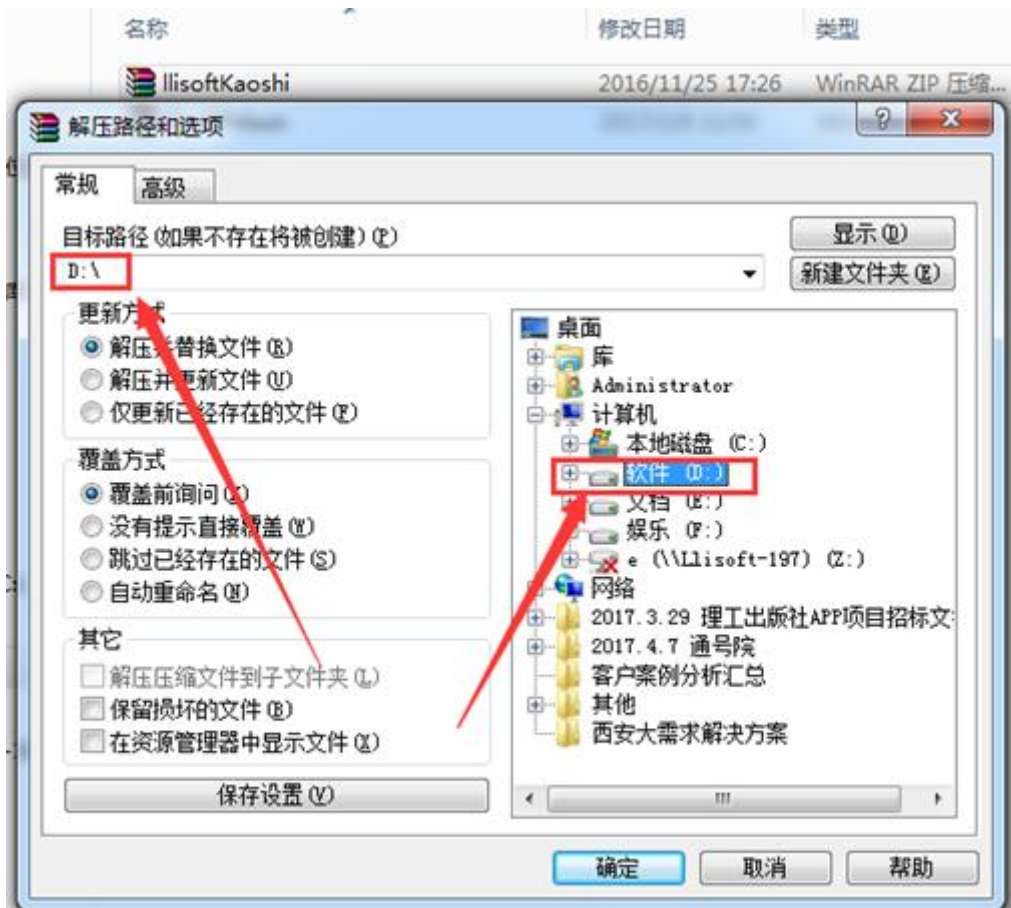 名称 修改日期 类型
llisoftKaoshi 2016/11/25 17:26 WinRAR ZIP 压缩...
解压路径和选项
常规 高级
目标路径(如果不存在将被创建)(P)
显示(D)
D:\
新建文件夹(E)
更新方式
解压并替换文件(R)
解压并更新文件(U)
仅更新已经存在的文件(F)
覆盖方式
覆盖前询问
没有提示直接覆盖(W)
跳过已经存在的文件(S)
自动重命名(N)
其它
解压压缩文件到子文件夹(L)
保留损坏的文件(B)
在资源管理器中显示文件(X)
保存设置(V)
桌面
库
Administrator
计算机
本地磁盘 (C:)
软件 (D:)
文档 (E:)
娱乐 (F:)
e (\\Llisoft-197) (Z:)
网络
2017.3.29 理工出版社APP项目招标文
2017.4.7 通号院
客户案例分析汇总
其他
西安大需求解决方案
确定 取消 帮助